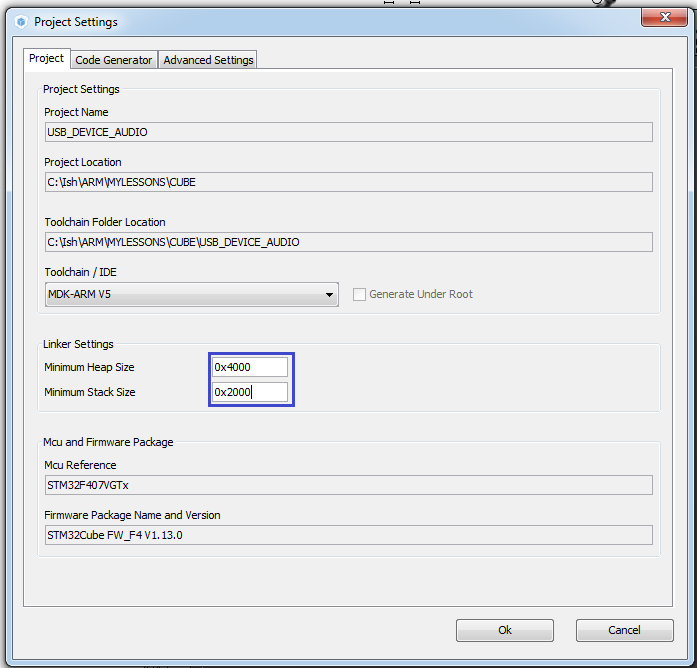 Project Settings
Project Code Generator Advanced Settings
Project Settings
Project Name
USB_DEVICE_AUDIO
Project Location
C:\Ish\ARM\MYLESSONS\CUBE
Toolchain Folder Location
C:\Ish\ARM\MYLESSONS\CUBE\USB_DEVICE_AUDIO
Toolchain / IDE
MDK-ARM V5 Generate Under Root
Linker Settings
Minimum Heap Size 0x4000
Minimum Stack Size 0x2000
Mcu and Firmware Package
Mcu Reference
STM32F407VGTx
Firmware Package Name and Version
STM32Cube FW_F4 V1.13.0
Ok Cancel